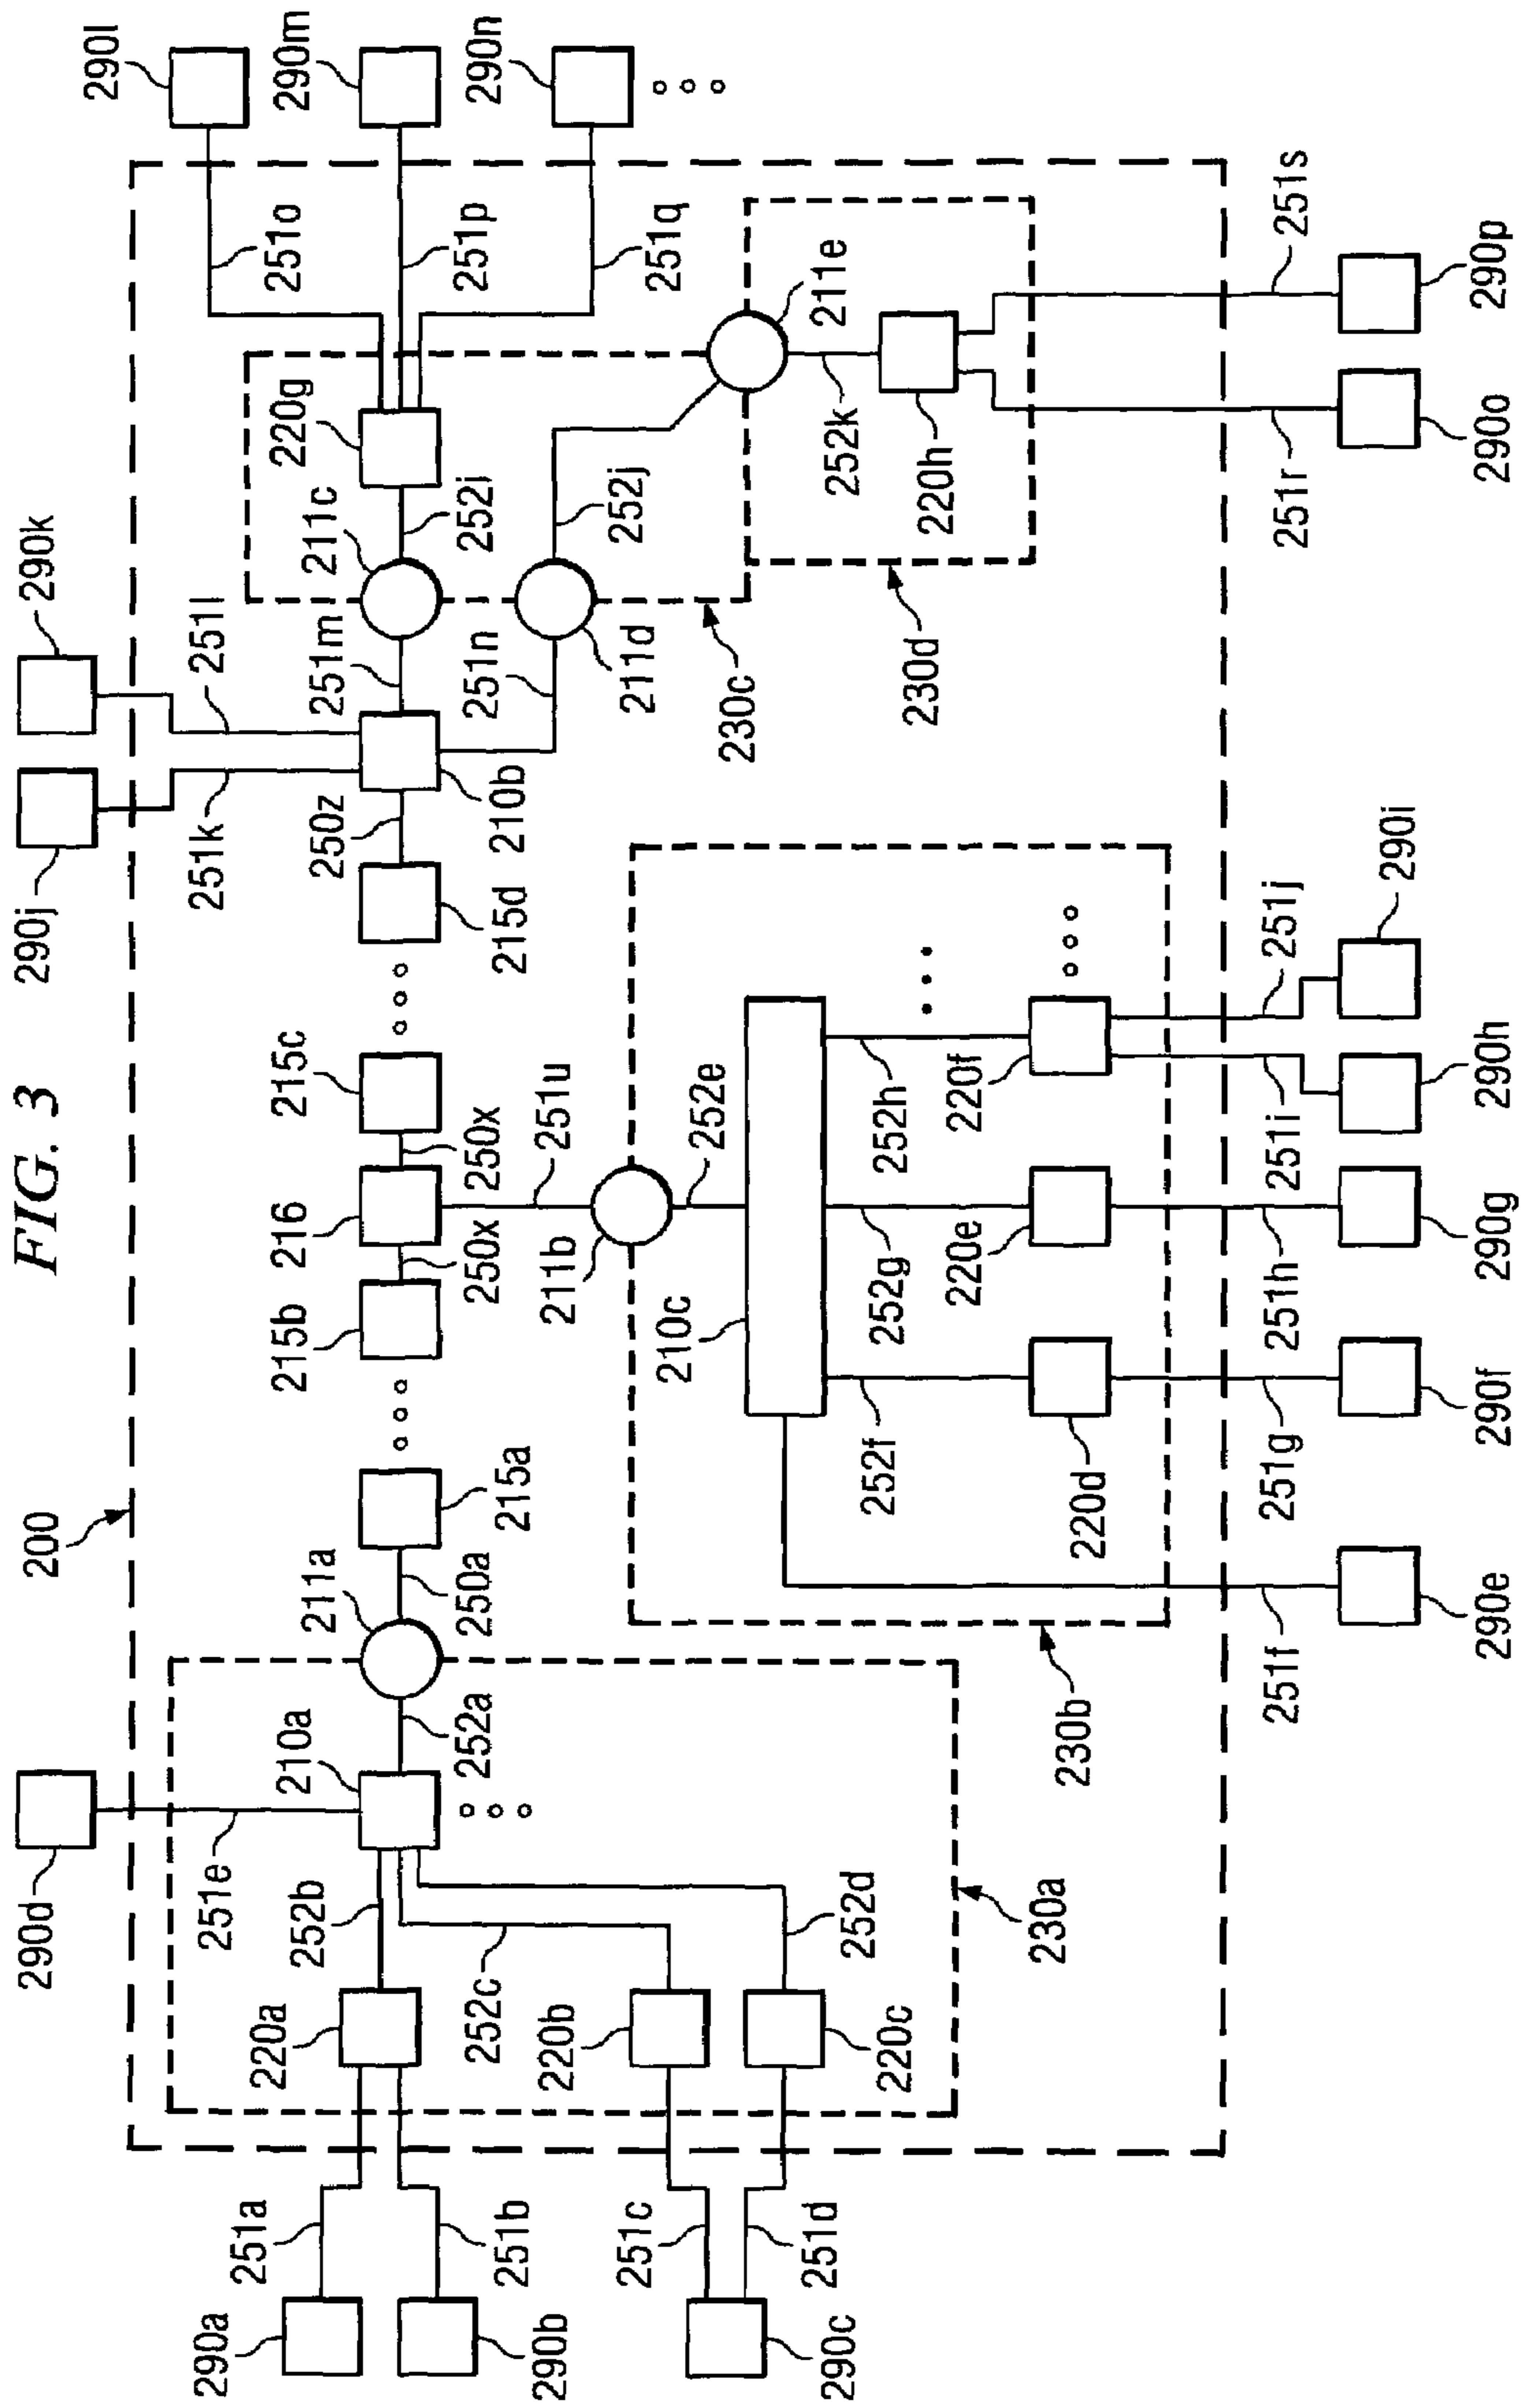 FIG. 3
200
290d
290j
290k
290l
290m
290n
251e
251k
251l
251o
251p
251q
210a
211a
215a
215b
216
215c
215d
210b
211c
220g
250a
250x
250x
250z
251m
252i
252a
252b
252c
252d
220a
220b
220c
251a
251b
251c
251d
290a
290b
290c
230a
251u
211b
252e
210c
252f
252g
252h
220d
220e
220f
230b
251n
211d
252j
230c
211e
252k
220h
230d
251f
251g
251h
251i
251j
251r
251s
290e
290f
290g
290h
290i
290o
290p